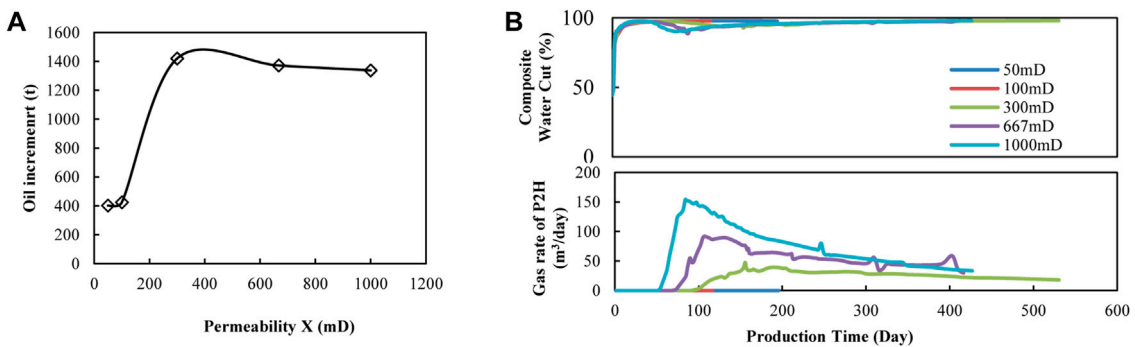 A
1600
1400
1200
1000
800
600
400
200
0
0 200 400 600 800 1000 1200
Oil incremenrt (t)
Permeability X (mD)
B
100
50
0
Composite
Water Cut (%)
50mD
100mD
300mD
667mD
1000mD
200
150
100
50
0
Gas rate of P2H
(m³/day)
0 100 200 300 400 500 600
Production Time (Day)